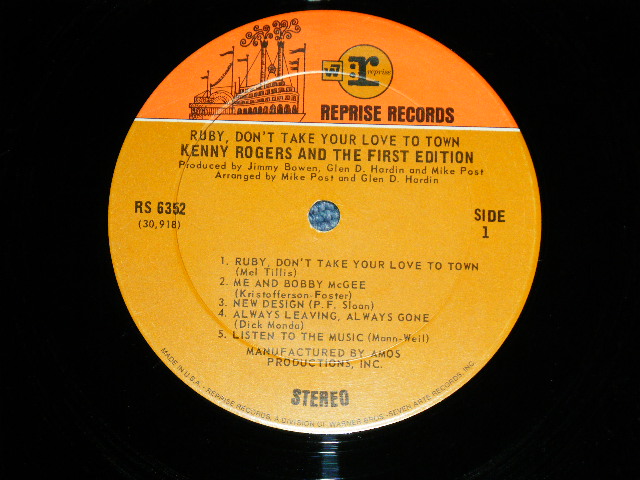 W7 r reprise
REPRISE RECORDS
RUBY, DON'T TAKE YOUR LOVE TO TOWN
KENNY ROGERS AND THE FIRST EDITION
Produced by Jimmy Bowen, Glen D. Hardin and Mike Post
Arranged by Mike Post and Glen D. Hardin
RS 6352
(30,918)
SIDE
1
1. RUBY, DON'T TAKE YOUR LOVE TO TOWN
(Mel Tillis)
2. ME AND BOBBY McGEE
(Kristofferson-Foster)
3. NEW DESIGN (P.F. Sloan)
4. ALWAYS LEAVING, ALWAYS GONE
(Dick Monda)
5. LISTEN TO THE MUSIC (Mann-Weil)
MANUFACTURED BY AMOS
PRODUCTIONS, INC.
STEREO
MADE IN U.S.A. - REPRISE RECORDS, A DIVISION OF WARNER BROS. - SEVEN ARTS RECORDS, INC.